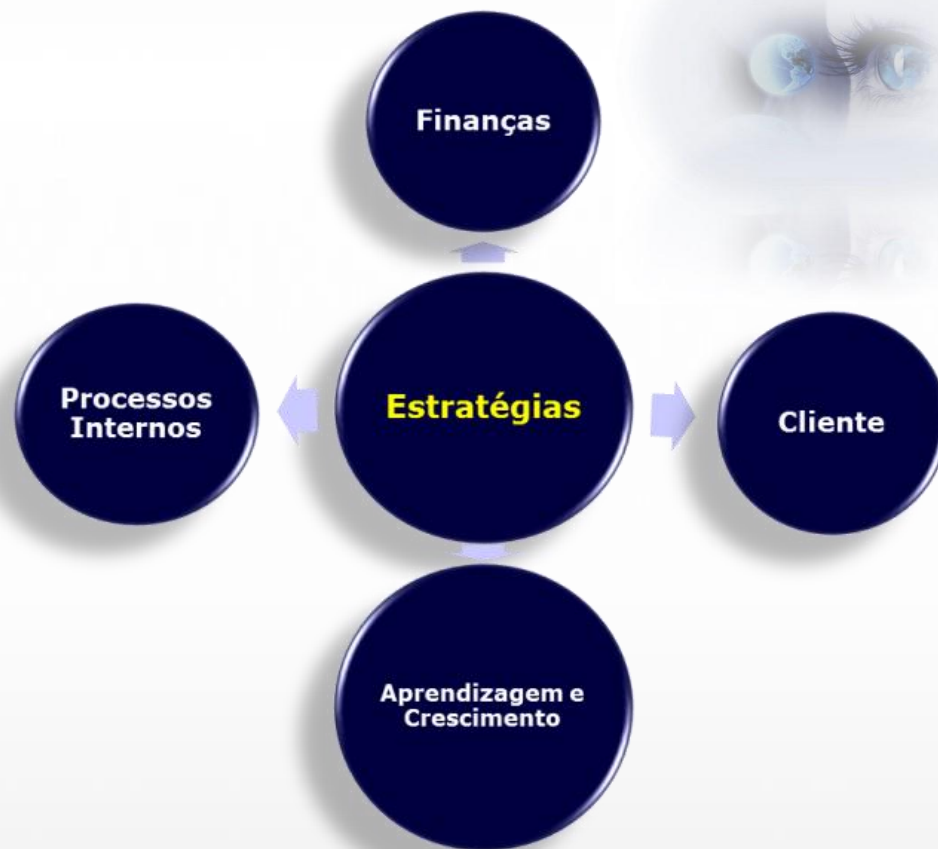 Finanças
Processos
Internos
Estratégias
Cliente
Aprendizagem e
Crescimento